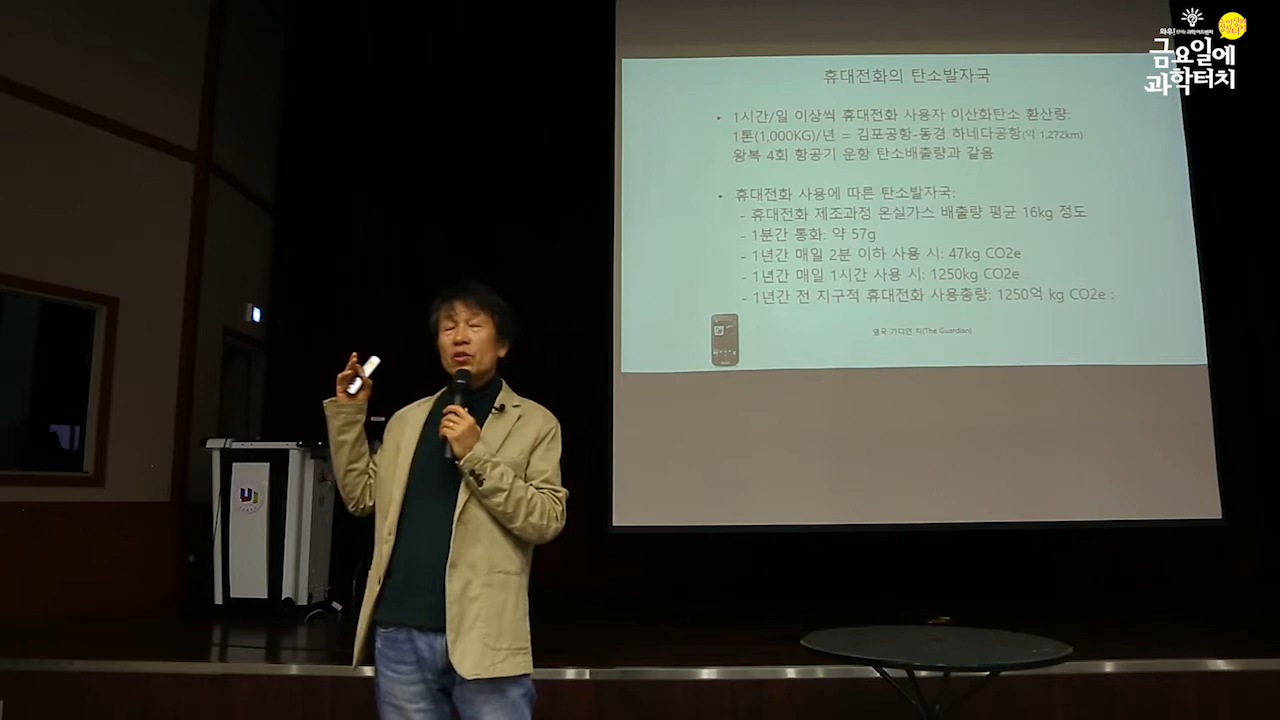 와우!
과학어드벤처
금요일에
과학터치
휴대전화의 탄소발자국
• 1시간/일 이상씩 휴대전화 사용자 이산화탄소 환산량:
1톤(1,000KG)/년 = 김포공항-동경 하네다공항(약 1,272km)
왕복 4회 항공기 운항 탄소배출량과 같음
• 휴대전화 사용에 따른 탄소발자국:
- 휴대전화 제조과정 온실가스 배출량 평균 16kg 정도
- 1분간 통화: 약 57g
- 1년간 매일 2분 이하 사용 시: 47kg CO2e
- 1년간 매일 1시간 사용 시: 1250kg CO2e
- 1년간 전 지구적 휴대전화 사용총량: 1250억 kg CO2e :
영국 가디언 지(The Guardian)